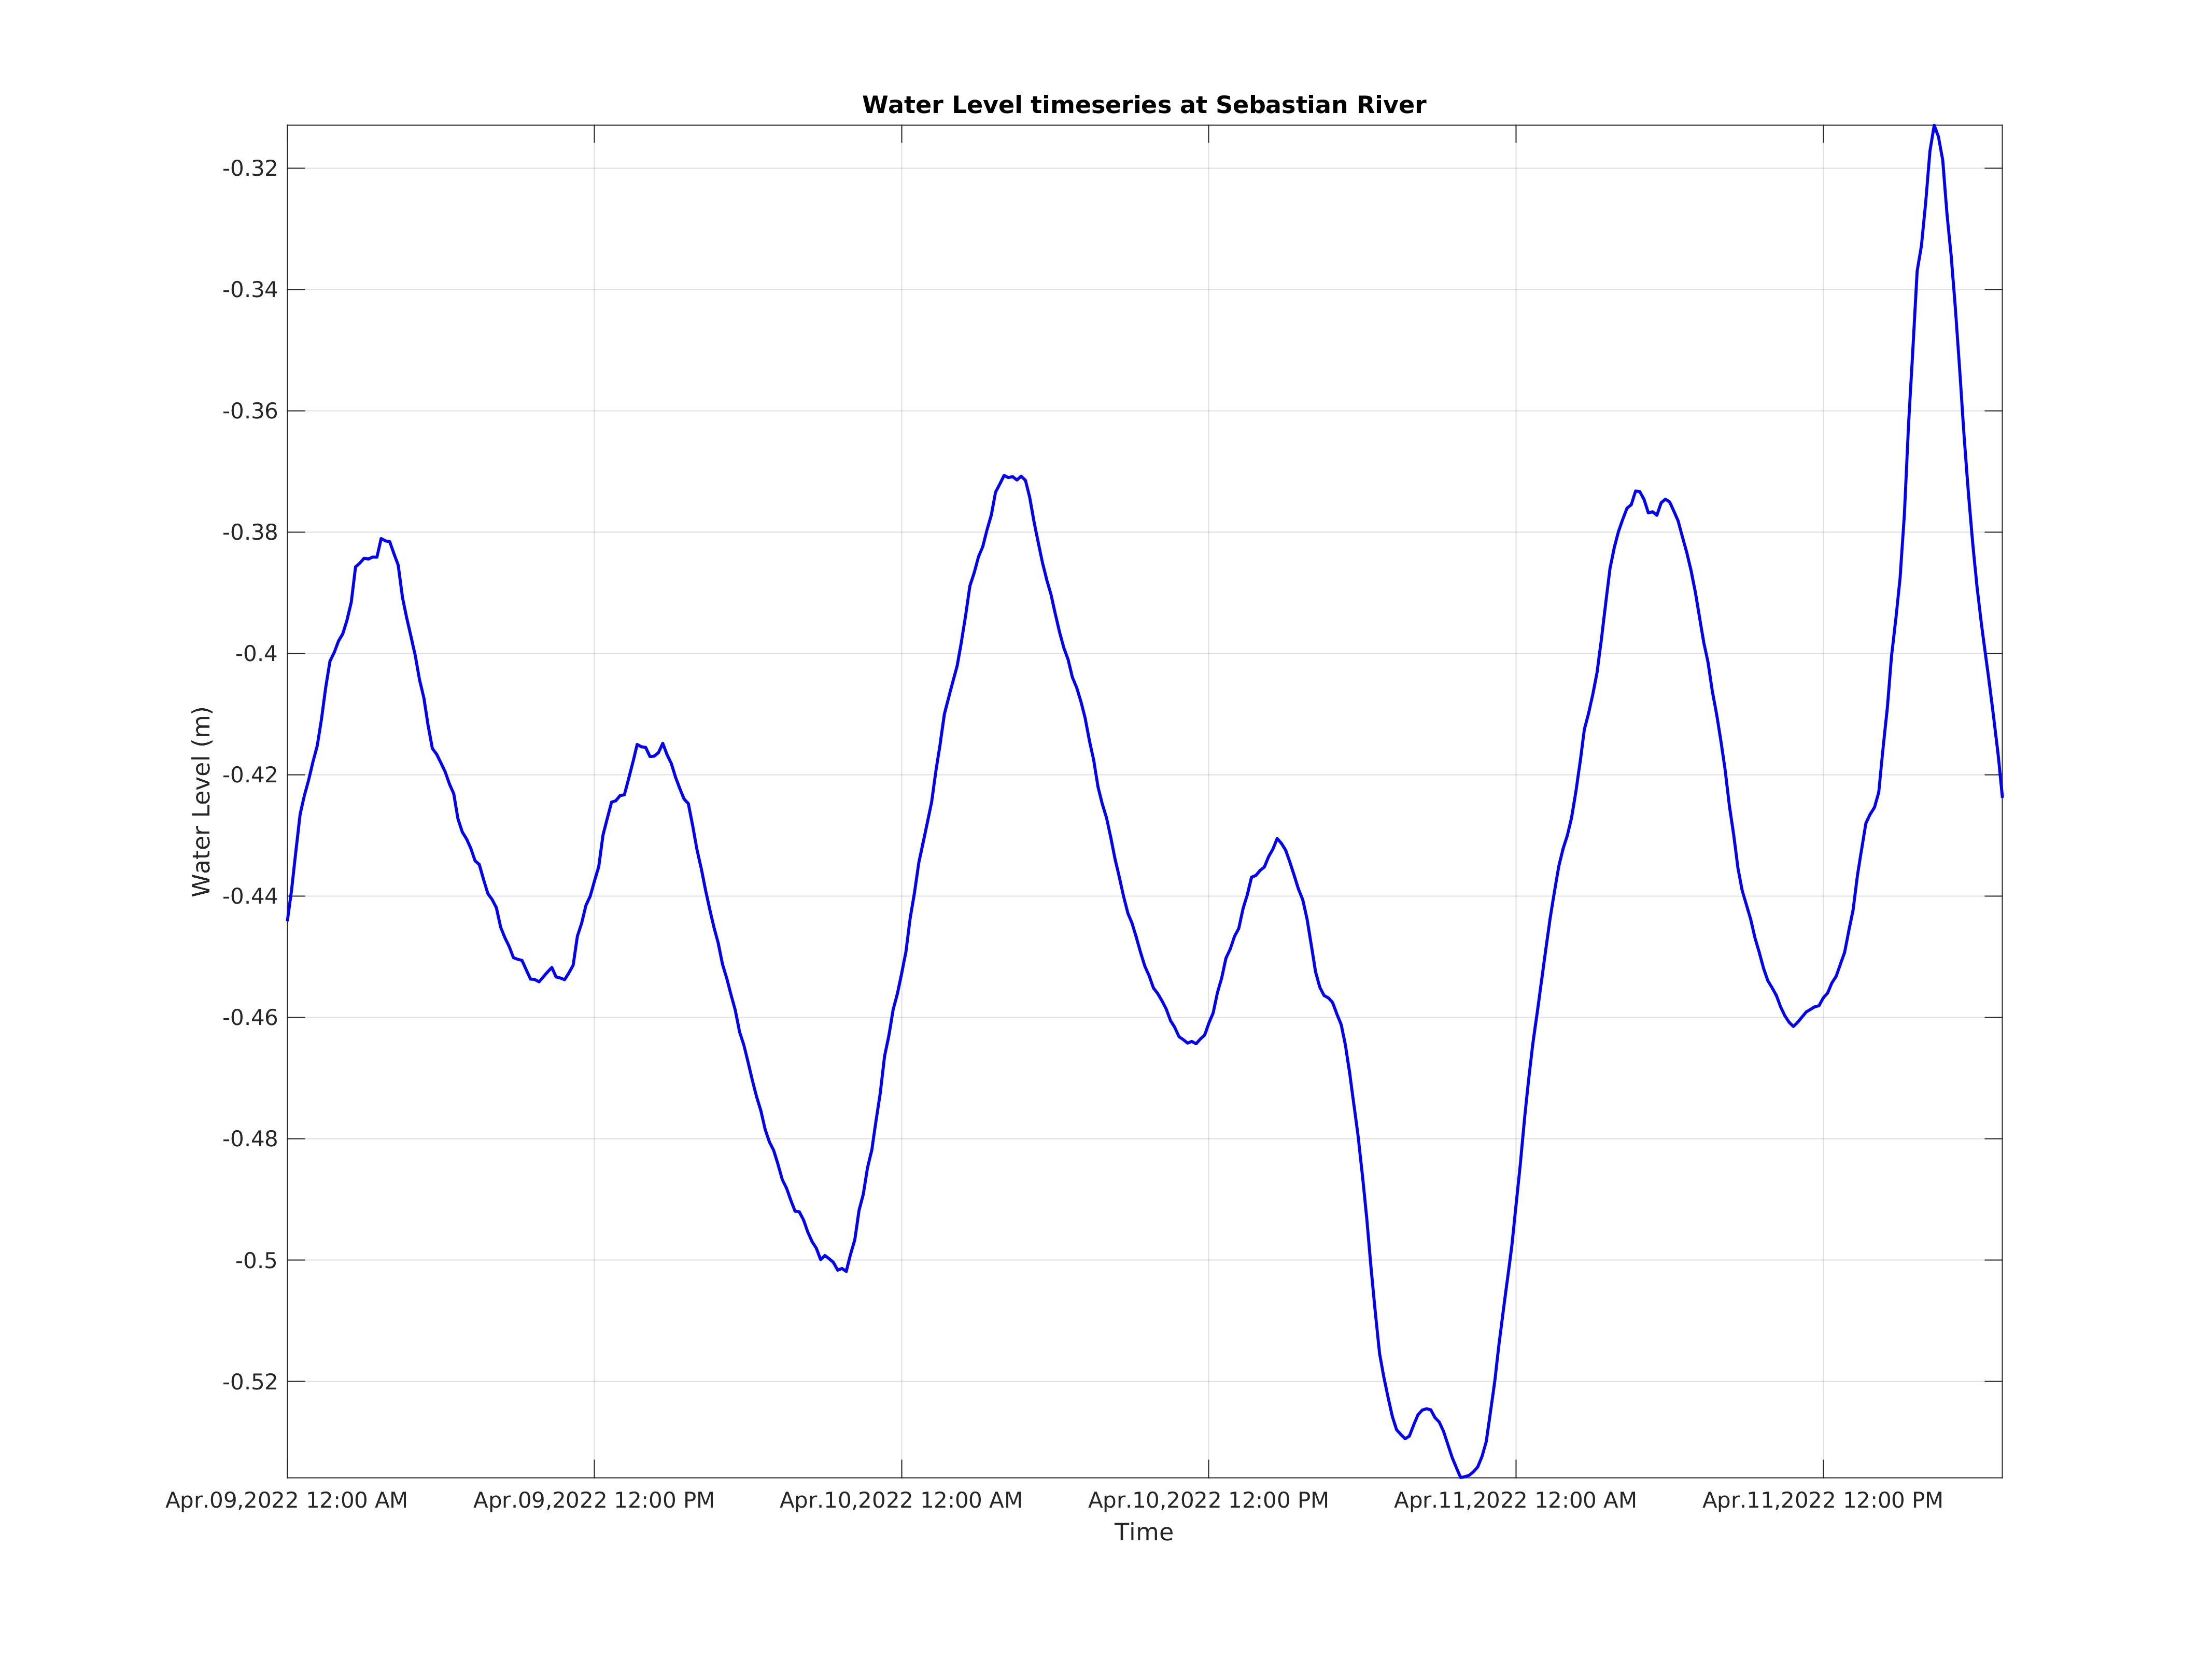 Water Level timeseries at Sebastian River
-0.32
-0.34
-0.36
-0.38
-0.4
-0.42
-0.44
-0.46
-0.48
-0.5
-0.52
Water Level (m)
Apr.09,2022 12:00 AM
Apr.09,2022 12:00 PM
Apr.10,2022 12:00 AM
Apr.10,2022 12:00 PM
Apr.11,2022 12:00 AM
Apr.11,2022 12:00 PM
Time